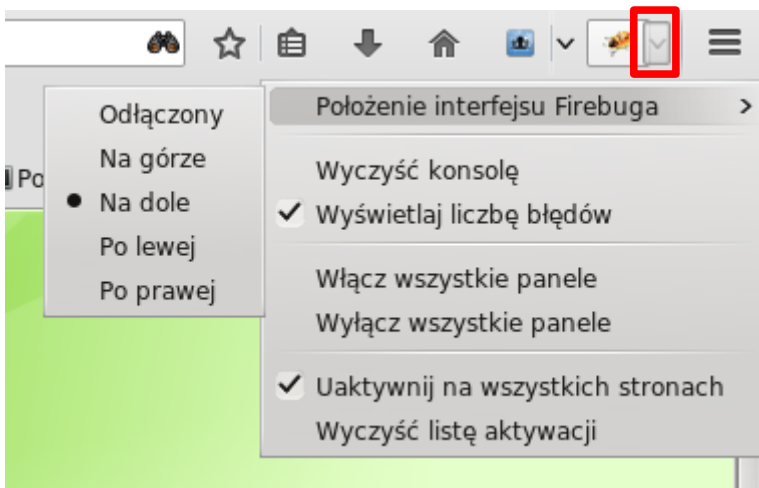 Odłączony
Na górze
Na dole
Po lewej
Po prawej
Po
Położenie interfejsu Firebuga
Wyczyść konsolę
Wyświetlaj liczbę błędów
Włącz wszystkie panele
Wyłącz wszystkie panele
Uaktywnij na wszystkich stronach
Wyczyść listę aktywacji